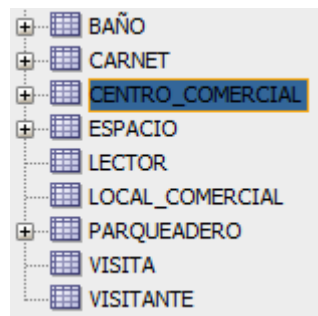 BAÑO
CARNET
CENTRO_COMERCIAL
ESPACIO
LECTOR
LOCAL_COMERCIAL
PARQUEADERO
VISITA
VISITANTE